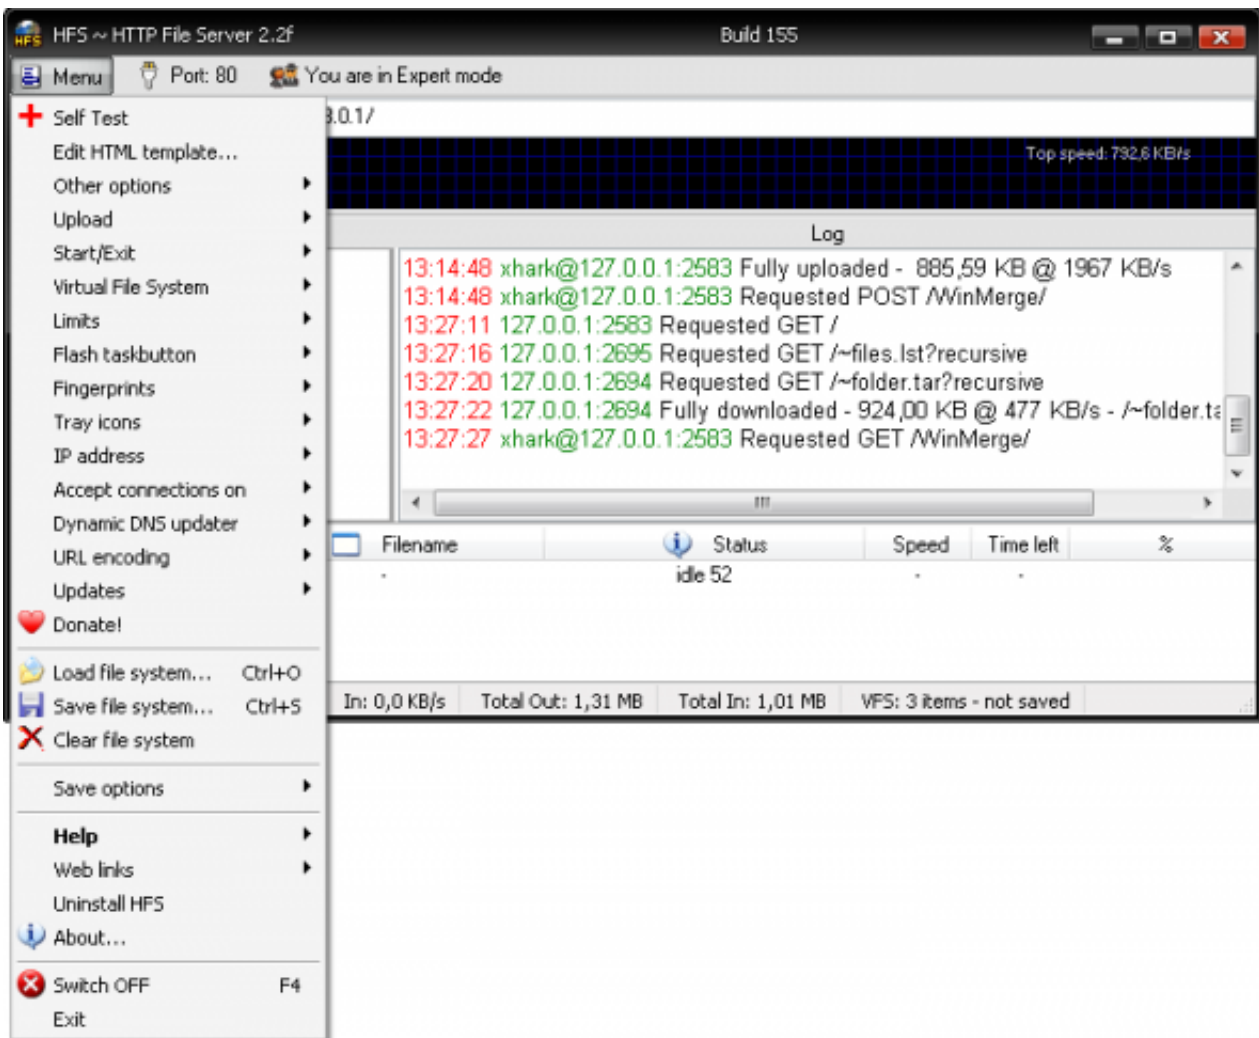 HFS ~ HTTP File Server 2.2f Build 155
Menu Port: 80 You are in Expert mode
Self Test
Edit HTML template...
Other options
Upload
Start/Exit
Virtual File System
Limits
Flash taskbutton
Fingerprints
Tray icons
IP address
Accept connections on
Dynamic DNS updater
URL encoding
Updates
Donate!
Load file system... Ctrl+O
Save file system... Ctrl+S
Clear file system
Save options
Help
Web links
Uninstall HFS
About...
Switch OFF F4
Exit
.0.1/
Top speed: 792,6 KB/s
Log
13:14:48 xhark@127.0.0.1:2583 Fully uploaded - 885,59 KB @ 1967 KB/s
13:14:48 xhark@127.0.0.1:2583 Requested POST /WinMerge/
13:27:11 127.0.0.1:2583 Requested GET /
13:27:16 127.0.0.1:2695 Requested GET /~files.lst?recursive
13:27:20 127.0.0.1:2694 Requested GET /~folder.tar?recursive
13:27:22 127.0.0.1:2694 Fully downloaded - 924,00 KB @ 477 KB/s - /~folder.ta
13:27:27 xhark@127.0.0.1:2583 Requested GET /WinMerge/
Filename Status Speed Time left %
- idle 52 - -
In: 0,0 KB/s Total Out: 1,31 MB Total In: 1,01 MB VFS: 3 items - not saved